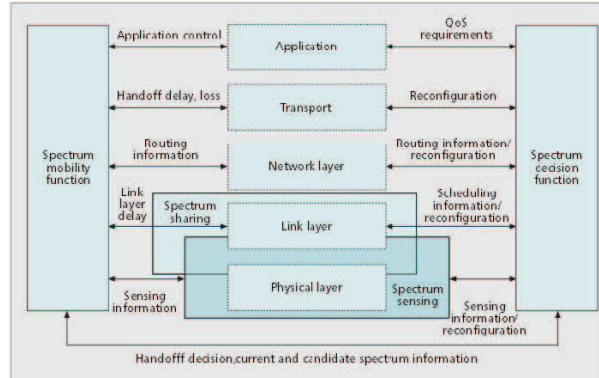 Application control
Application
QoS
requirements
Handoff delay, loss
Transport
Reconfiguration
Spectrum
mobility
function
Routing
information
Network layer
Routing information/
reconfiguration
Spectrum
cecision
function
Link
layer
delay
Spectrum
sharing
Link layer
Scheduling
information/
reconfiguration
Sensing
information
Physical layer
Spectrum
sensing
Sensing
information/
reconfiguration
Handofff decision,current and candidate spectrum information